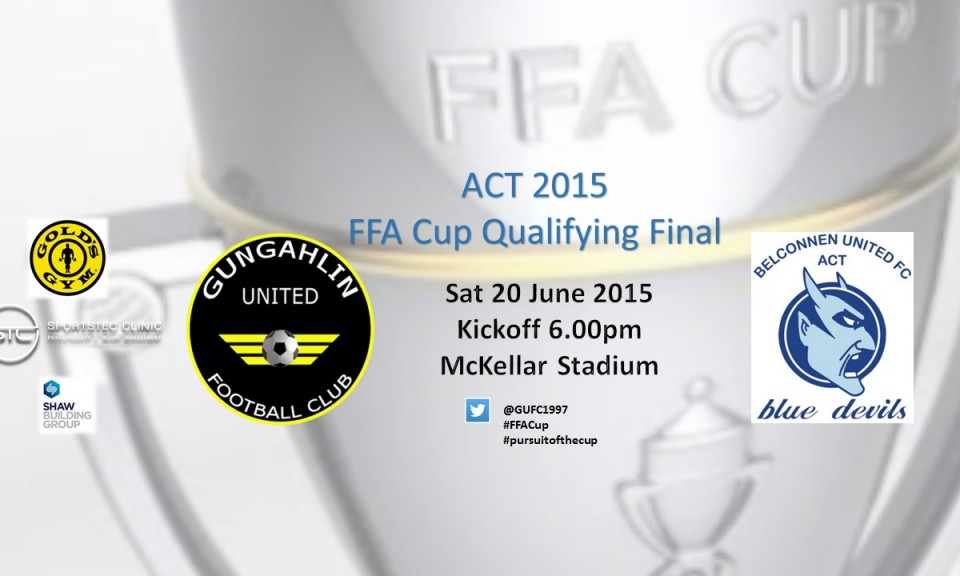 FFA CUP
ACT 2015
FFA Cup Qualifying Final
Sat 20 June 2015
Kickoff 6.00pm
McKellar Stadium
@GUFC1997
#FFACup
#pursuitofthecup
GOLD'S
GYM
STC
SPORTSTEC CLINIC
SHAW
BUILDING
GROUP
GUNGAHLIN
UNITED
FOOTBALL CLUB
BELCONNEN UNITED FC
ACT
blue devils